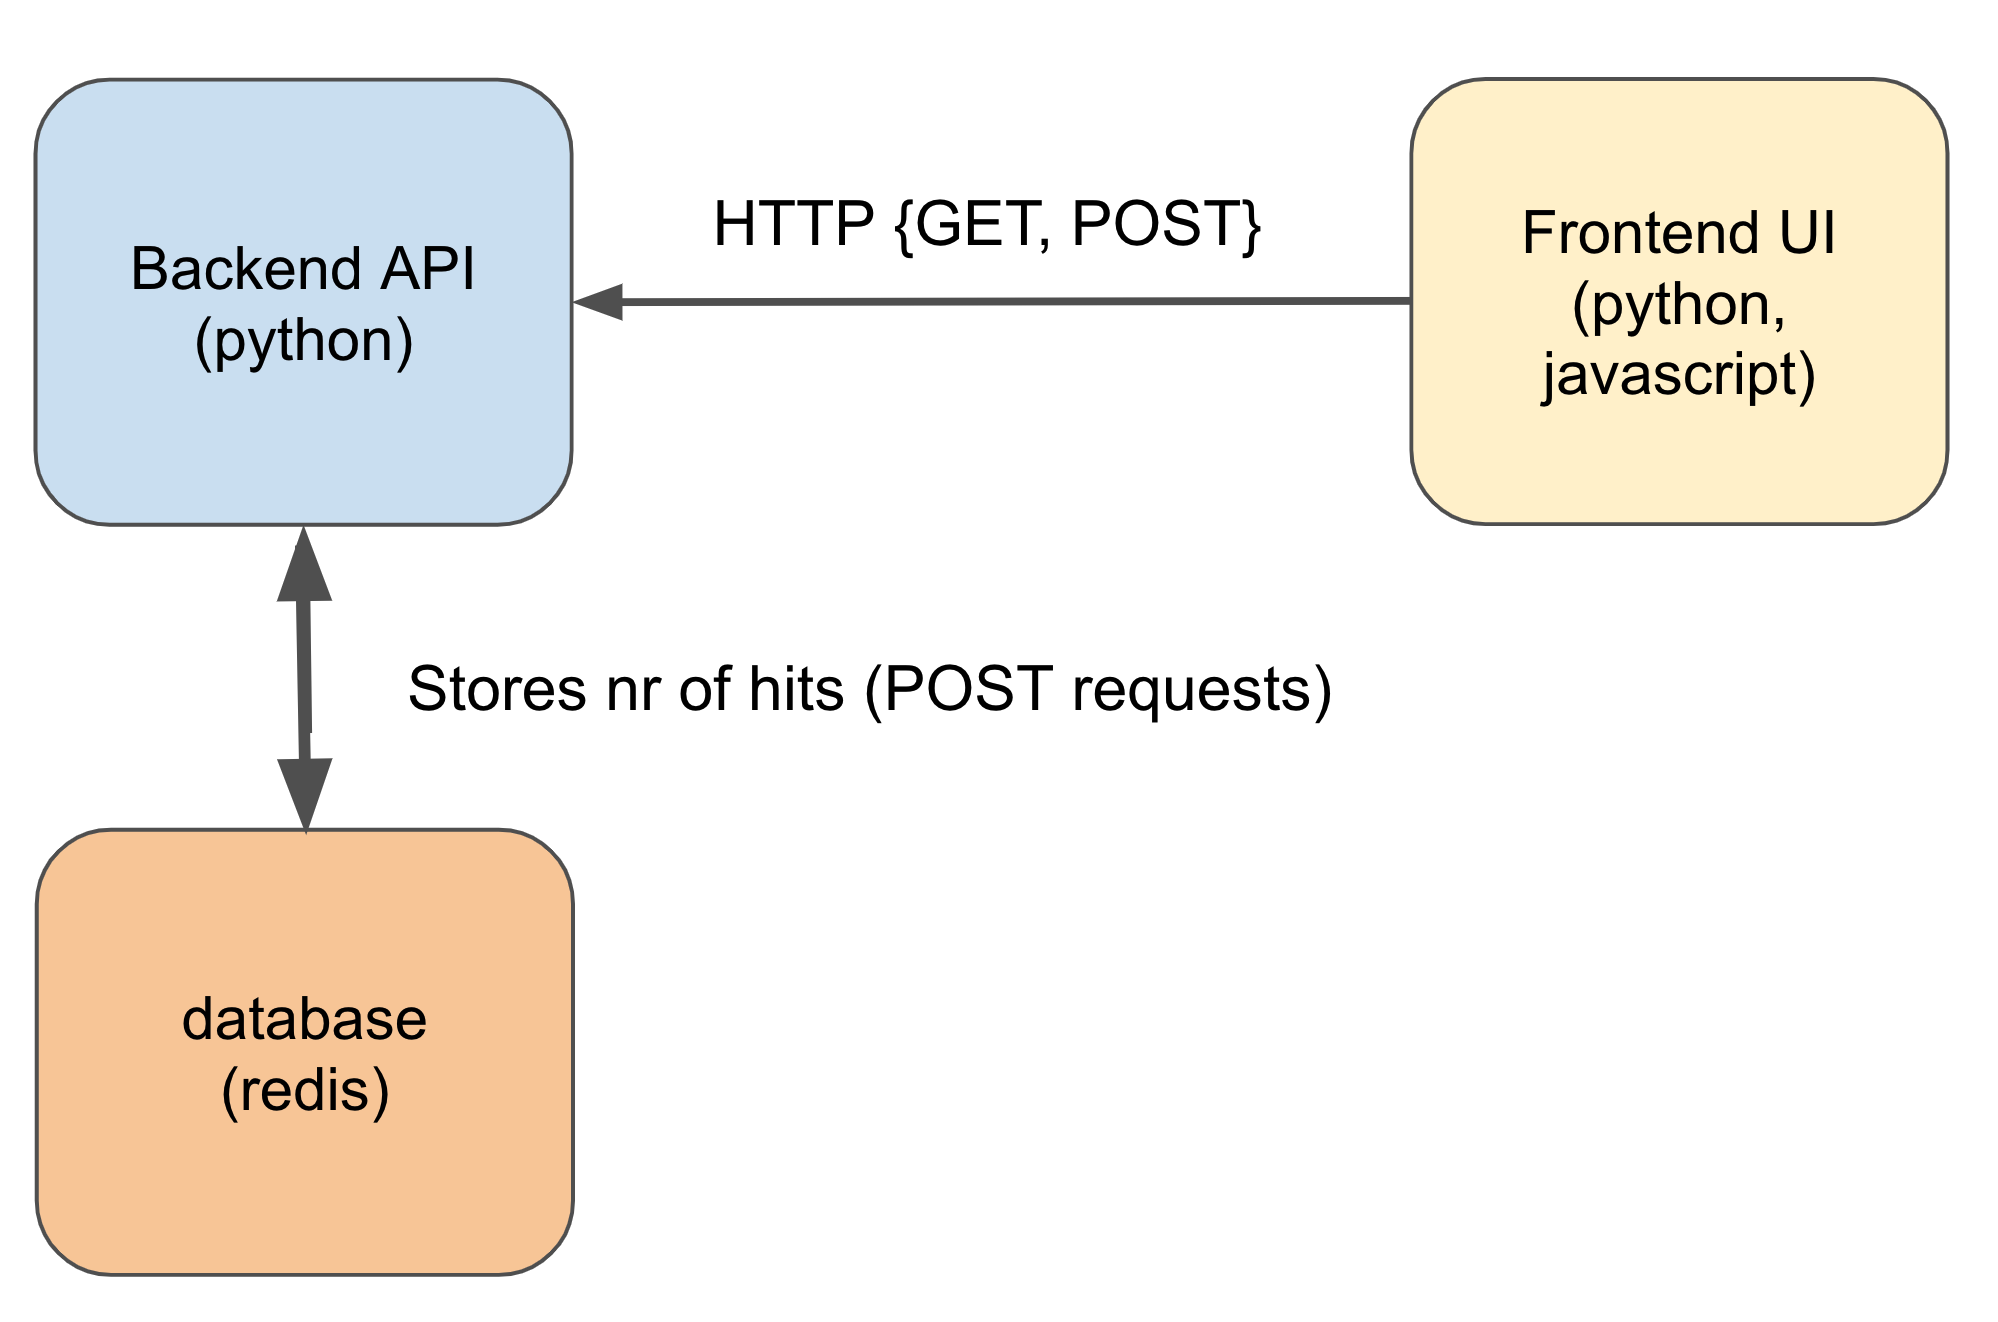 Backend API
(python)
HTTP {GET, POST}
Frontend UI
(python,
javascript)
Stores nr of hits (POST requests)
database
(redis)